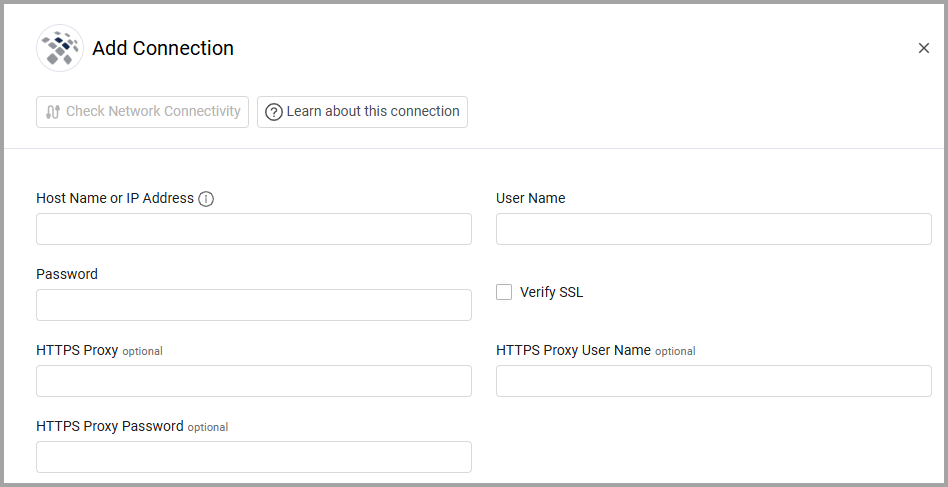 Add Connection
Check Network Connectivity
Learn about this connection
Host Name or IP Address
User Name
Password
Verify SSL
HTTPS Proxy optional
HTTPS Proxy User Name optional
HTTPS Proxy Password optional